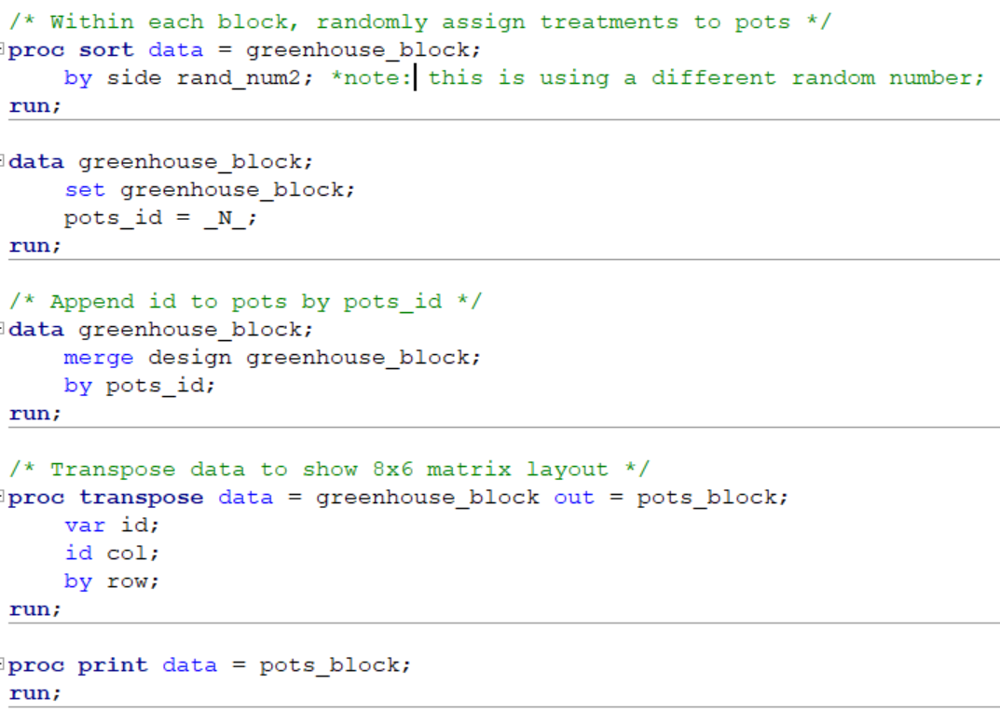 /* Within each block, randomly assign treatments to pots */
proc sort data = greenhouse_block;
    by side rand_num2; *note: this is using a different random number;
run;
data greenhouse_block;
    set greenhouse_block;
    pots_id = _N_;
run;
/* Append id to pots by pots_id */
data greenhouse_block;
    merge design greenhouse_block;
    by pots_id;
run;
/* Transpose data to show 8x6 matrix layout */
proc transpose data = greenhouse_block out = pots_block;
    var id;
    id col;
    by row;
run;
proc print data = pots_block;
run;